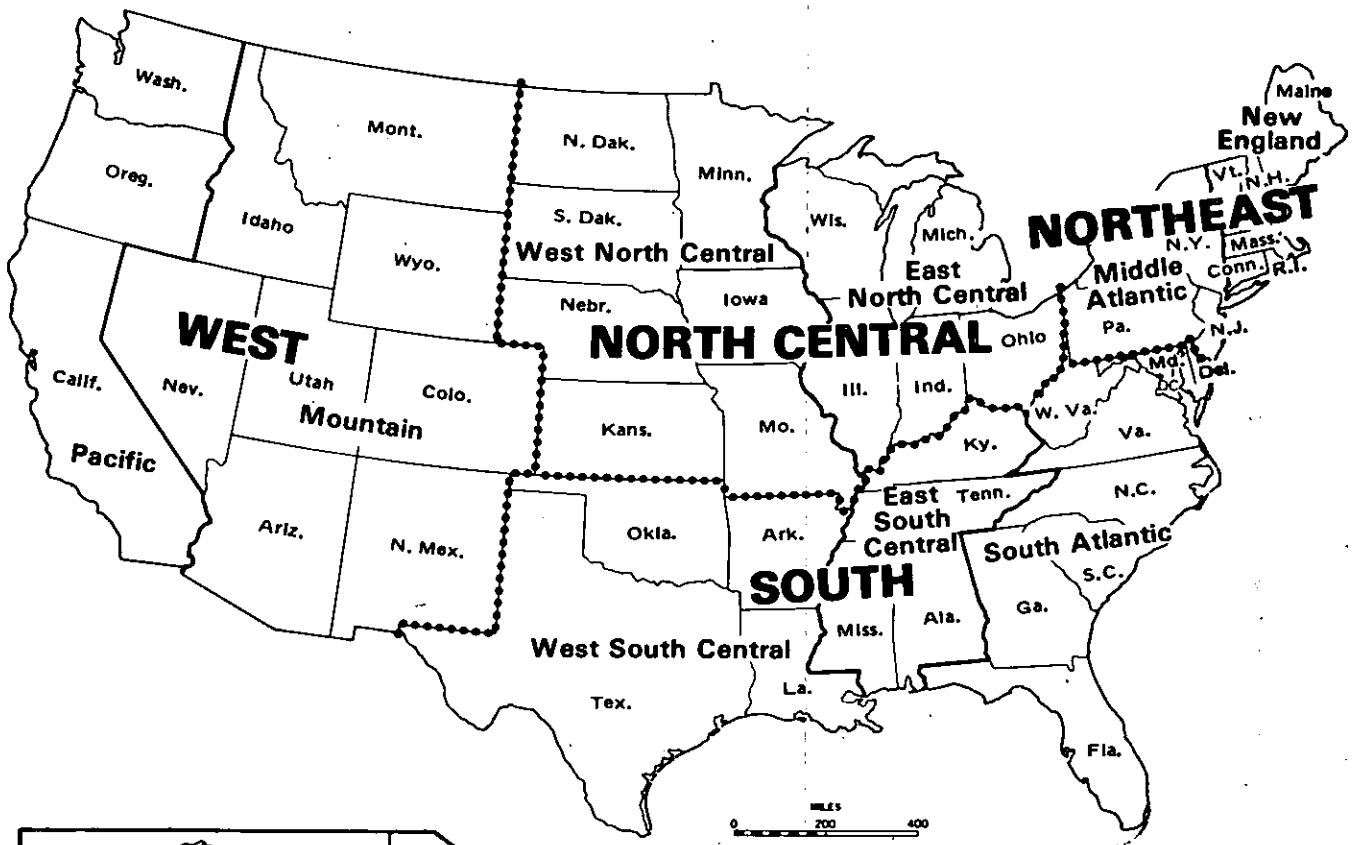 Wash.
Oreg.
Calif.
Nev.
Idaho
Mont.
Wyo.
Utah
Colo.
Ariz.
N. Mex.
WEST
Mountain
Pacific
N. Dak.
S. Dak.
Minn.
West North Central
Nebr.
Iowa
Kans.
Mo.
NORTH CENTRAL
Wis.
Mich.
East
North Central
Ill.
Ind.
Ohio
Maine
New
England
Vt.
N.H.
NORTHEAST
N.Y.
Mass.
Conn.
R.I.
Middle
Atlantic
Pa.
N.J.
Md.
Del.
DC
W. Va.
Va.
Ky.
Tenn.
N.C.
East
South
Central
South Atlantic
S.C.
Ga.
Ala.
Miss.
Fla.
SOUTH
Okla.
Ark.
West South Central
Tex.
La.
MILES
0 200 400